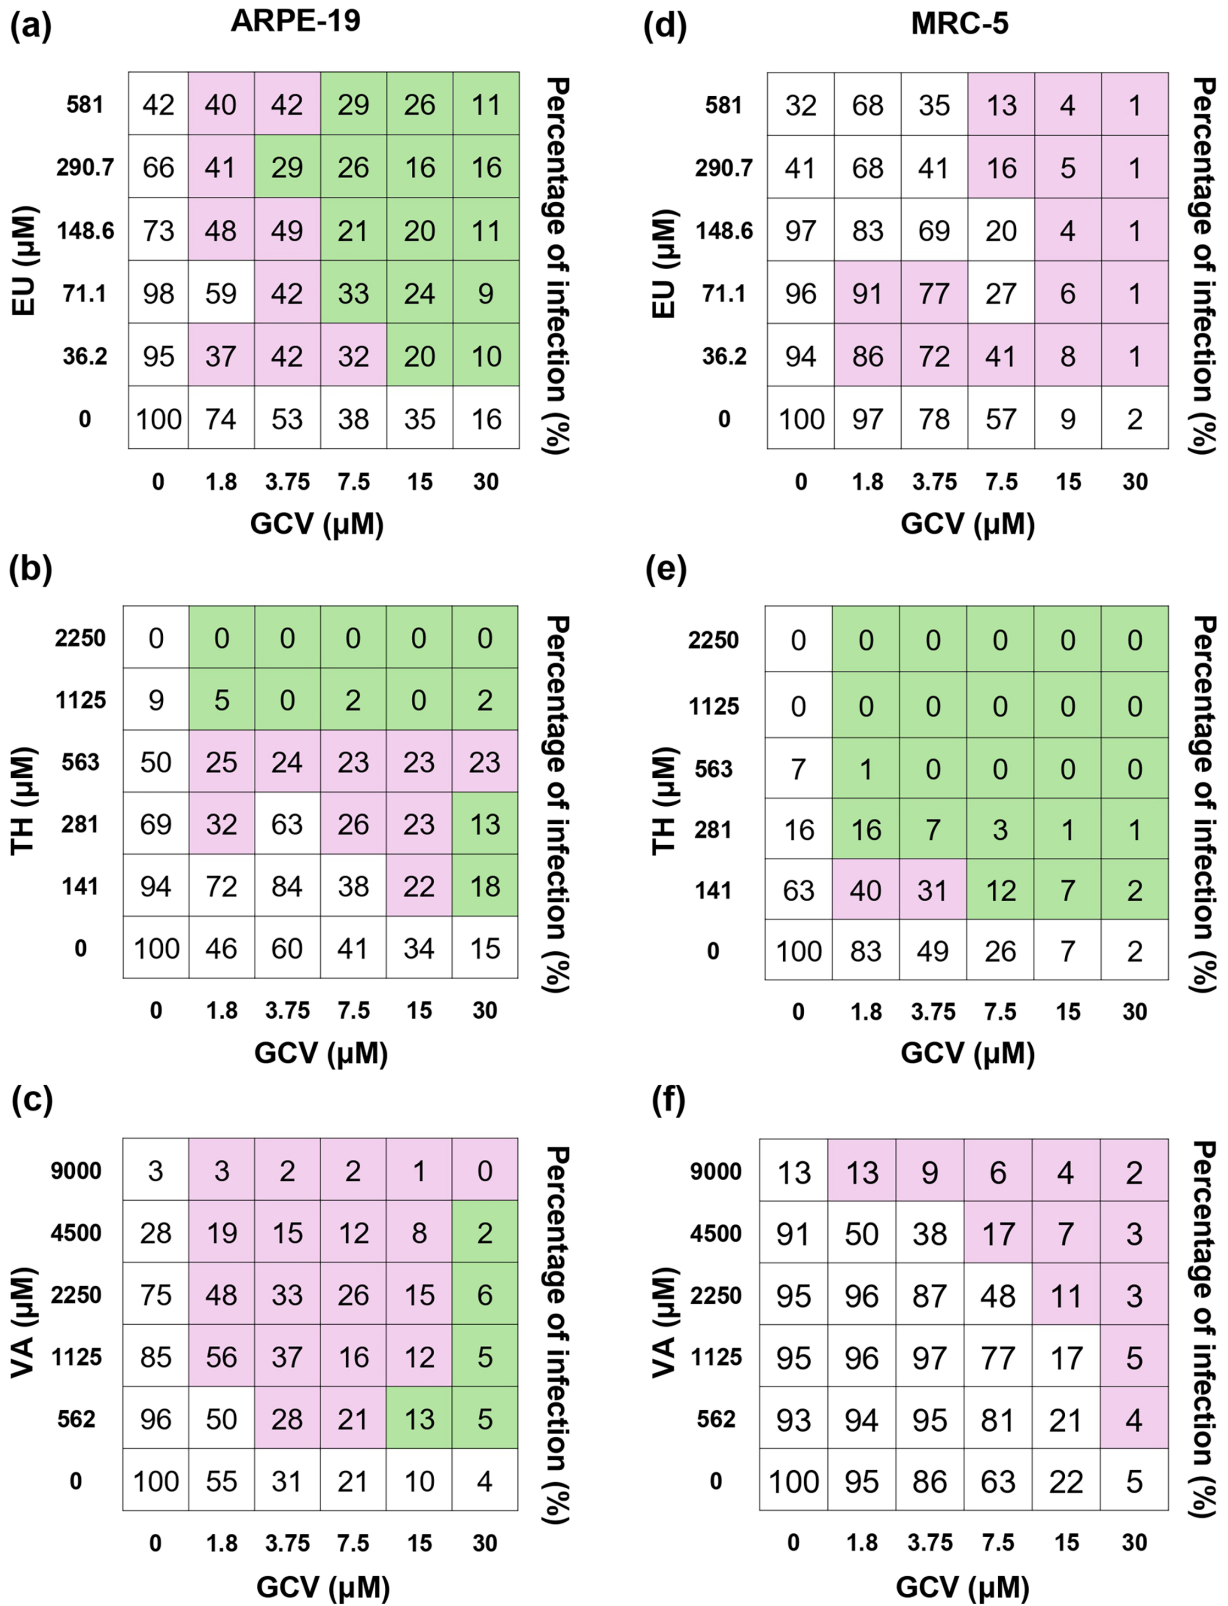 (a) ARPE-19
581 42 40 42 29 26 11
290.7 66 41 29 26 16 16
148.6 73 48 49 21 20 11
71.1 98 59 42 33 24 9
36.2 95 37 42 32 20 10
0 100 74 53 38 35 16
0 1.8 3.75 7.5 15 30
GCV (µM)
EU (µM)
Percentage of infection (%)
(d) MRC-5
581 32 68 35 13 4 1
290.7 41 68 41 16 5 1
148.6 97 83 69 20 4 1
71.1 96 91 77 27 6 1
36.2 94 86 72 41 8 1
0 100 97 78 57 9 2
0 1.8 3.75 7.5 15 30
GCV (µM)
EU (µM)
Percentage of infection (%)
(b)
2250 0 0 0 0 0 0
1125 9 5 0 2 0 2
563 50 25 24 23 23 23
281 69 32 63 26 23 13
141 94 72 84 38 22 18
0 100 46 60 41 34 15
0 1.8 3.75 7.5 15 30
GCV (µM)
TH (µM)
Percentage of infection (%)
(e)
2250 0 0 0 0 0 0
1125 0 0 0 0 0 0
563 7 1 0 0 0 0
281 16 16 7 3 1 1
141 63 40 31 12 7 2
0 100 83 49 26 7 2
0 1.8 3.75 7.5 15 30
GCV (µM)
TH (µM)
Percentage of infection (%)
(c)
9000 3 3 2 2 1 0
4500 28 19 15 12 8 2
2250 75 48 33 26 15 6
1125 85 56 37 16 12 5
562 96 50 28 21 13 5
0 100 55 31 21 10 4
0 1.8 3.75 7.5 15 30
GCV (µM)
VA (µM)
Percentage of infection (%)
(f)
9000 13 13 9 6 4 2
4500 91 50 38 17 7 3
2250 95 96 87 48 11 3
1125 95 96 97 77 17 5
562 93 94 95 81 21 4
0 100 95 86 63 22 5
0 1.8 3.75 7.5 15 30
GCV (µM)
VA (µM)
Percentage of infection (%)